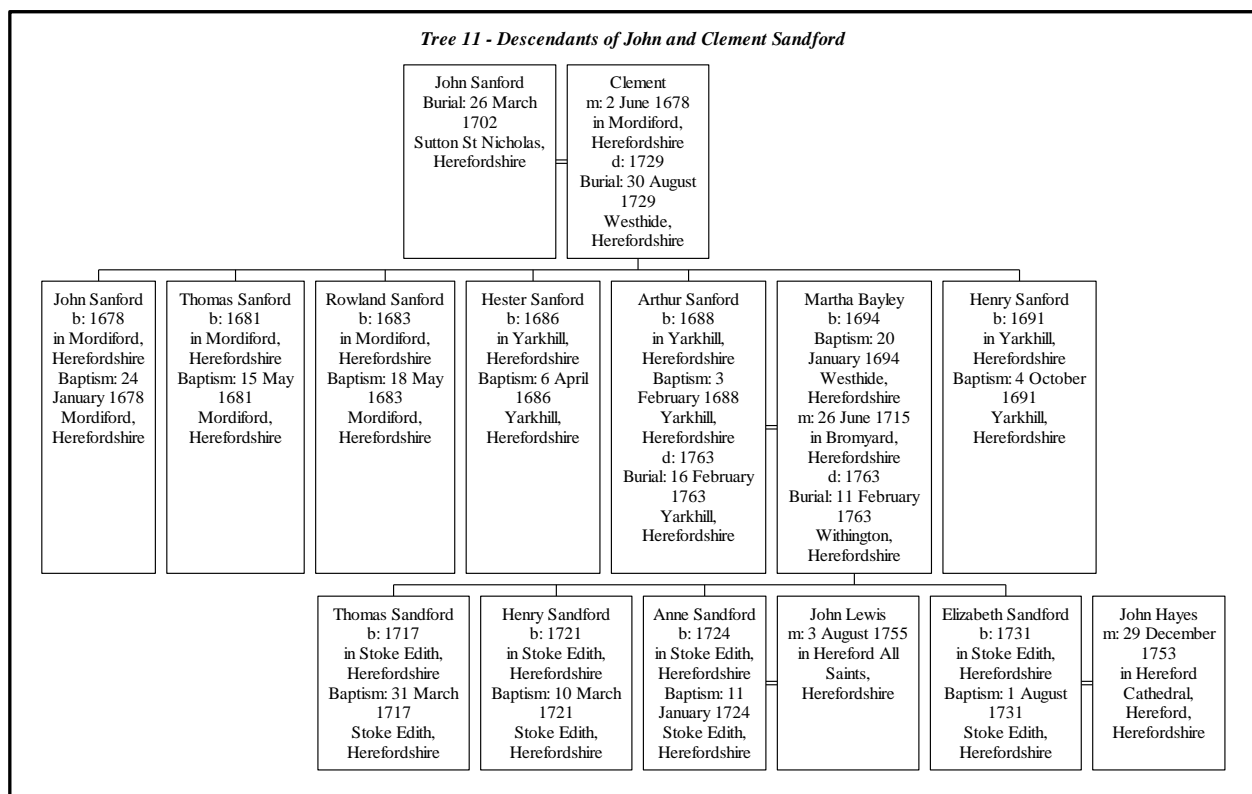 Tree 11 - Descendants of John and Clement Sandford
John Sanford
Burial: 26 March
1702
Sutton St Nicholas,
Herefordshire
Clement
m: 2 June 1678
in Mordiford,
Herefordshire
d: 1729
Burial: 30 August
1729
Westhide,
Herefordshire
John Sanford
b: 1678
in Mordiford,
Herefordshire
Baptism: 24
January 1678
Mordiford,
Herefordshire
Thomas Sanford
b: 1681
in Mordiford,
Herefordshire
Baptism: 15 May
1681
Mordiford,
Herefordshire
Rowland Sanford
b: 1683
in Mordiford,
Herefordshire
Baptism: 18 May
1683
Mordiford,
Herefordshire
Hester Sanford
b: 1686
in Yarkhill,
Herefordshire
Baptism: 6 April
1686
Yarkhill,
Herefordshire
Arthur Sanford
b: 1688
in Yarkhill,
Herefordshire
Baptism: 3
February 1688
Yarkhill,
Herefordshire
d: 1763
Burial: 16 February
1763
Yarkhill,
Herefordshire
Martha Bayley
b: 1694
Baptism: 20
January 1694
Westhide,
Herefordshire
m: 26 June 1715
in Bromyard,
Herefordshire
d: 1763
Burial: 11 February
1763
Withington,
Herefordshire
Henry Sanford
b: 1691
in Yarkhill,
Herefordshire
Baptism: 4 October
1691
Yarkhill,
Herefordshire
Thomas Sandford
b: 1717
in Stoke Edith,
Herefordshire
Baptism: 31 March
1717
Stoke Edith,
Herefordshire
Henry Sandford
b: 1721
in Stoke Edith,
Herefordshire
Baptism: 10 March
1721
Stoke Edith,
Herefordshire
Anne Sandford
b: 1724
in Stoke Edith,
Herefordshire
Baptism: 11
January 1724
Stoke Edith,
Herefordshire
John Lewis
m: 3 August 1755
in Hereford All
Saints,
Herefordshire
Elizabeth Sandford
b: 1731
in Stoke Edith,
Herefordshire
Baptism: 1 August
1731
Stoke Edith,
Herefordshire
John Hayes
m: 29 December
1753
in Hereford
Cathedral,
Hereford,
Herefordshire